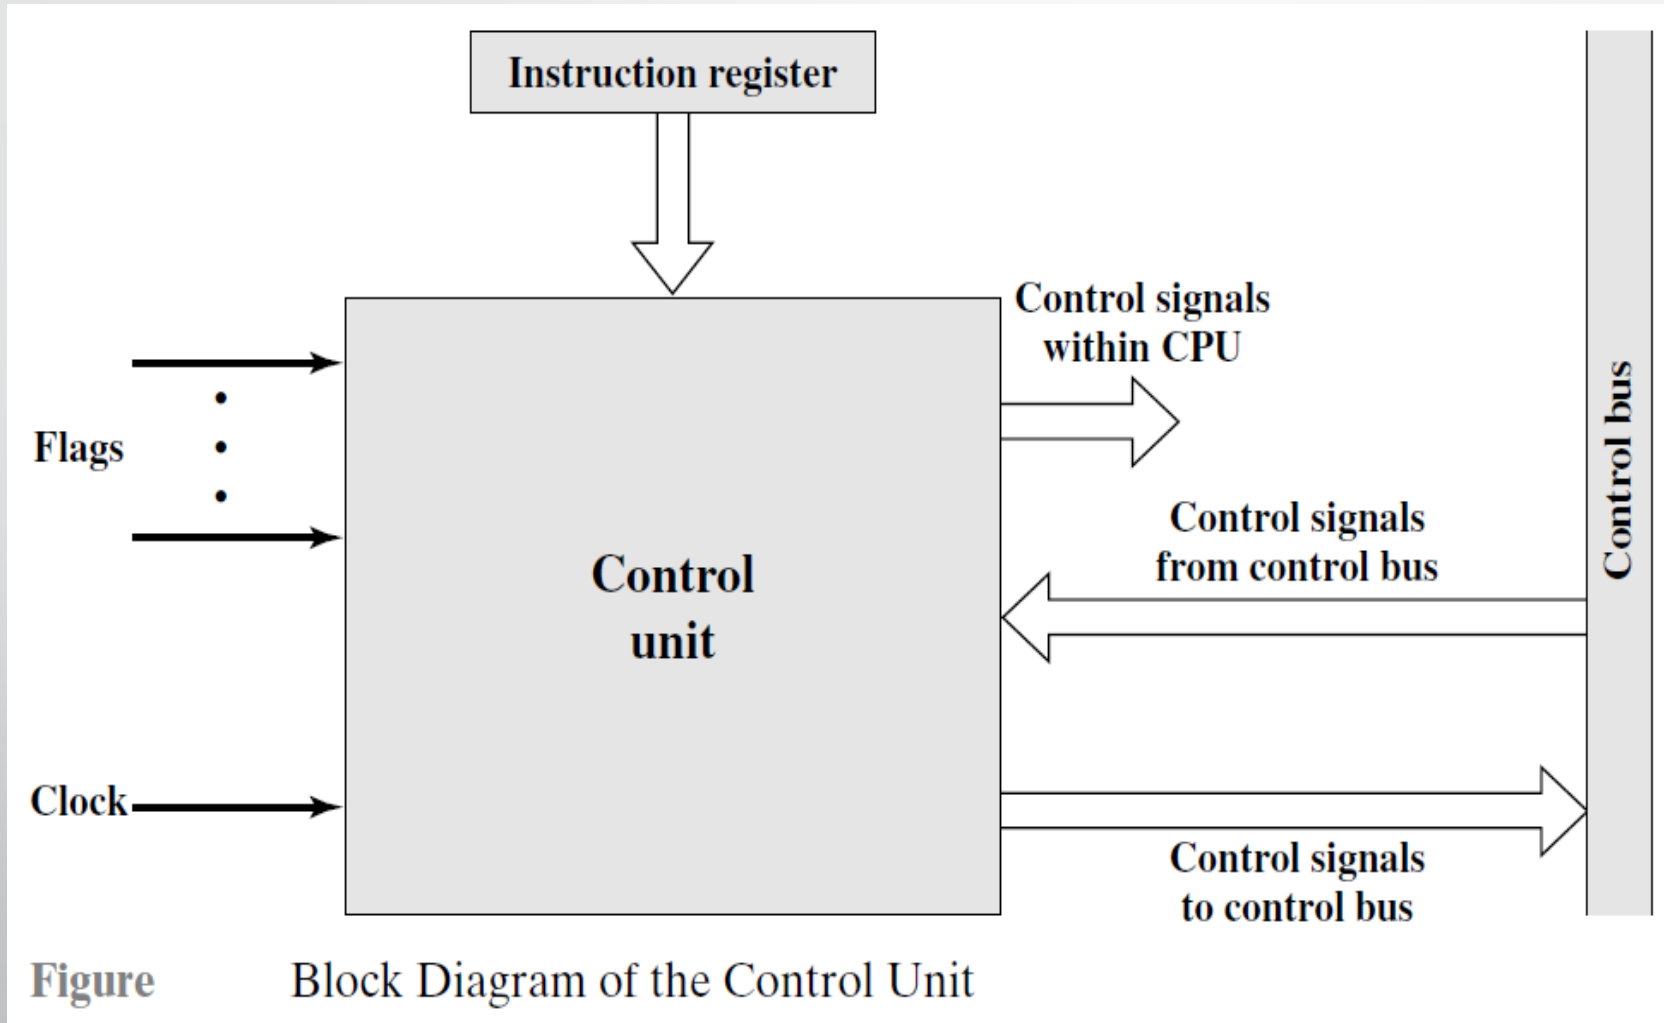 Instruction register
Control signals
within CPU
Flags
Control signals
from control bus
Control bus
Control
unit
Clock
Control signals
to control bus
Figure Block Diagram of the Control Unit